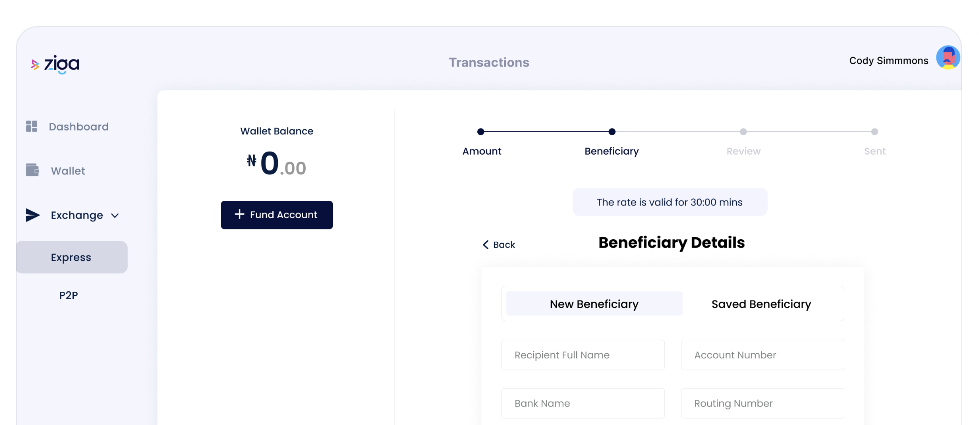 zioa
Transactions
Cody Simmmons
Dashboard
Wallet
Exchange
Express
P2P
Wallet Balance
₦0.00
+ Fund Account
Amount
Beneficiary
Review
Sent
The rate is valid for 30:00 mins
Back
Beneficiary Details
New Beneficiary
Saved Beneficiary
Recipient Full Name
Account Number
Bank Name
Routing Number